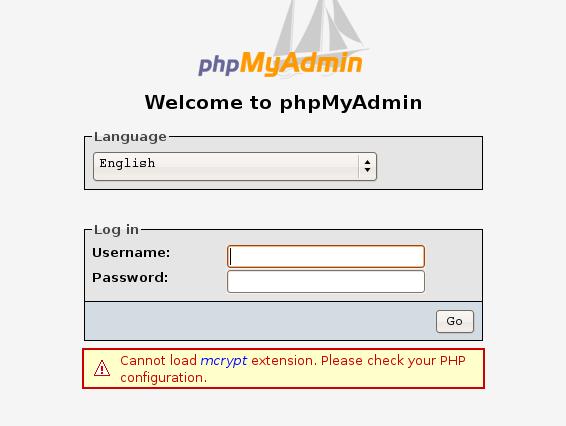 phpMyAdmin
Welcome to phpMyAdmin
Language
English
Log in
Username:
Password:
Go
Cannot load mcrypt extension. Please check your PHP
configuration.